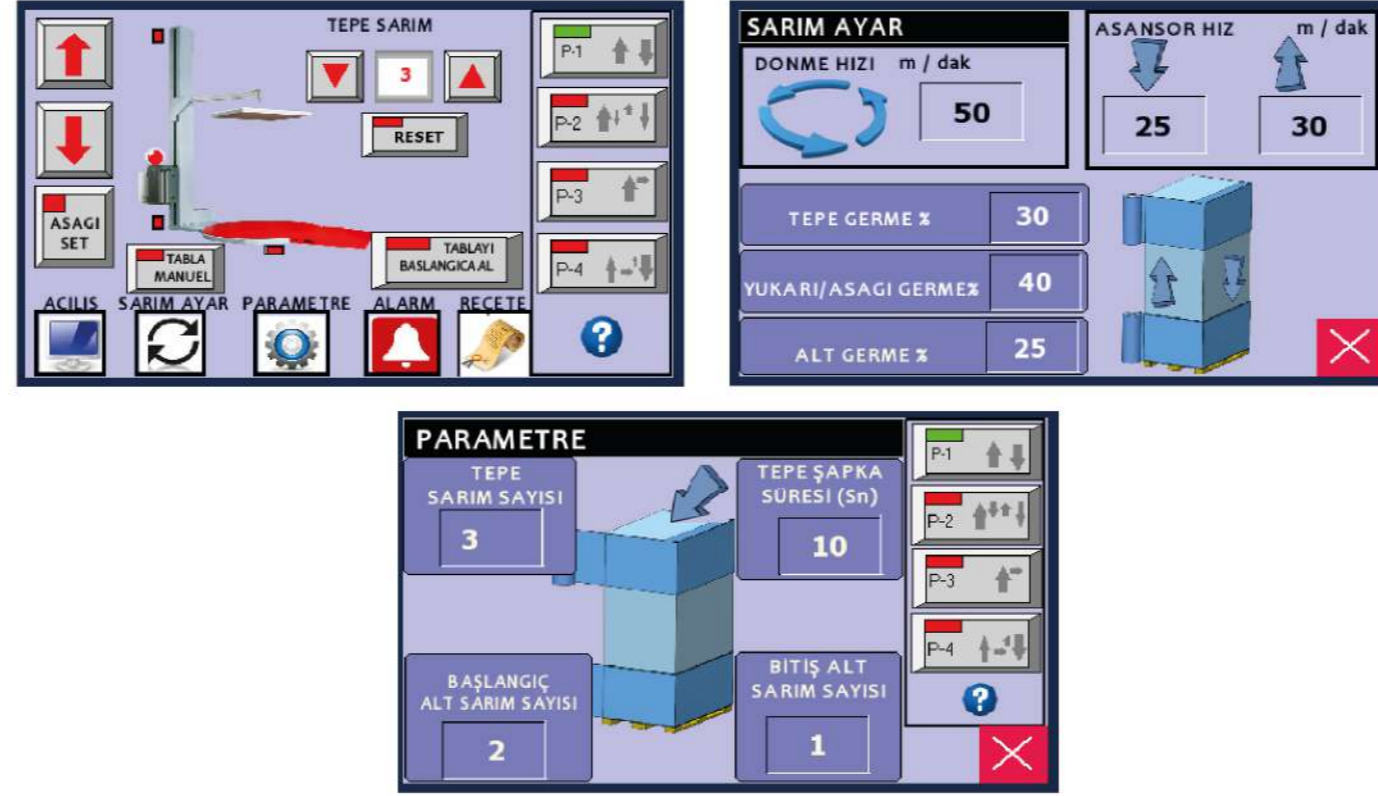 TEPE SARIM
3
RESET
P-1
P-2
P-3
P-4
ASAGI
SET
TABLA
MANUEL
TABLAYI
BASLANGICA AL
ACILIS
SARIM AYAR
PARAMETRE
ALARM
REÇETE
?
SARIM AYAR
DONME HIZI m / dak
50
ASANSOR HIZ m / dak
25
30
TEPE GERME %
30
YUKARI/ASAGI GERME%
40
ALT GERME %
25
PARAMETRE
TEPE
SARIM SAYISI
3
TEPE ŞAPKA
SÜRESİ (Sn)
10
BAŞLANGIÇ
ALT SARIM SAYISI
2
BİTİŞ ALT
SARIM SAYISI
1
P-1
P-2
P-3
P-4
?